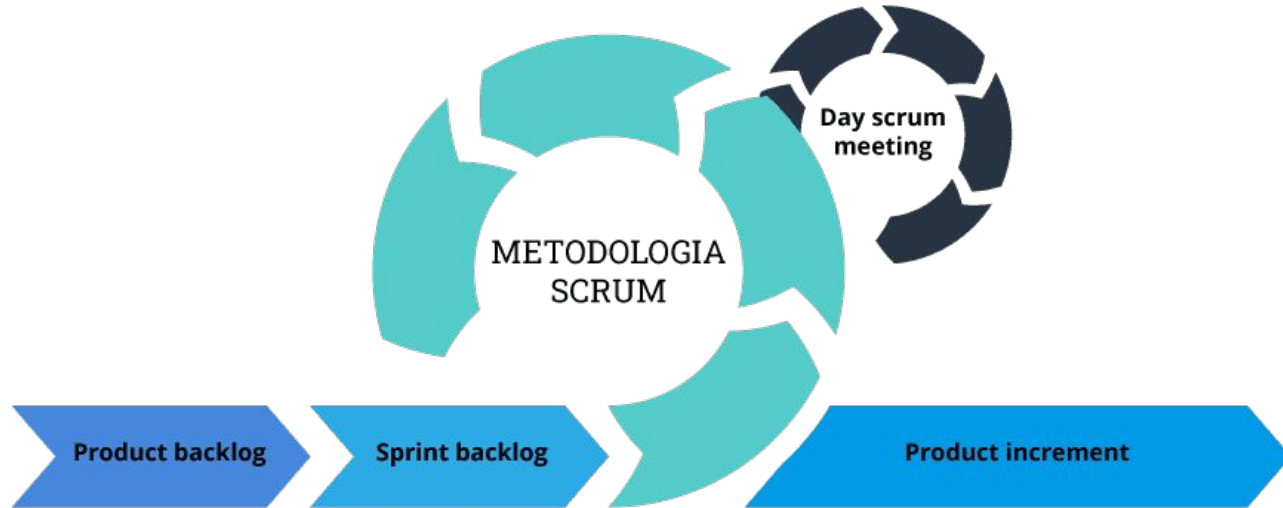 Day scrum
meeting
METODOLOGIA
SCRUM
Product backlog
Sprint backlog
Product increment